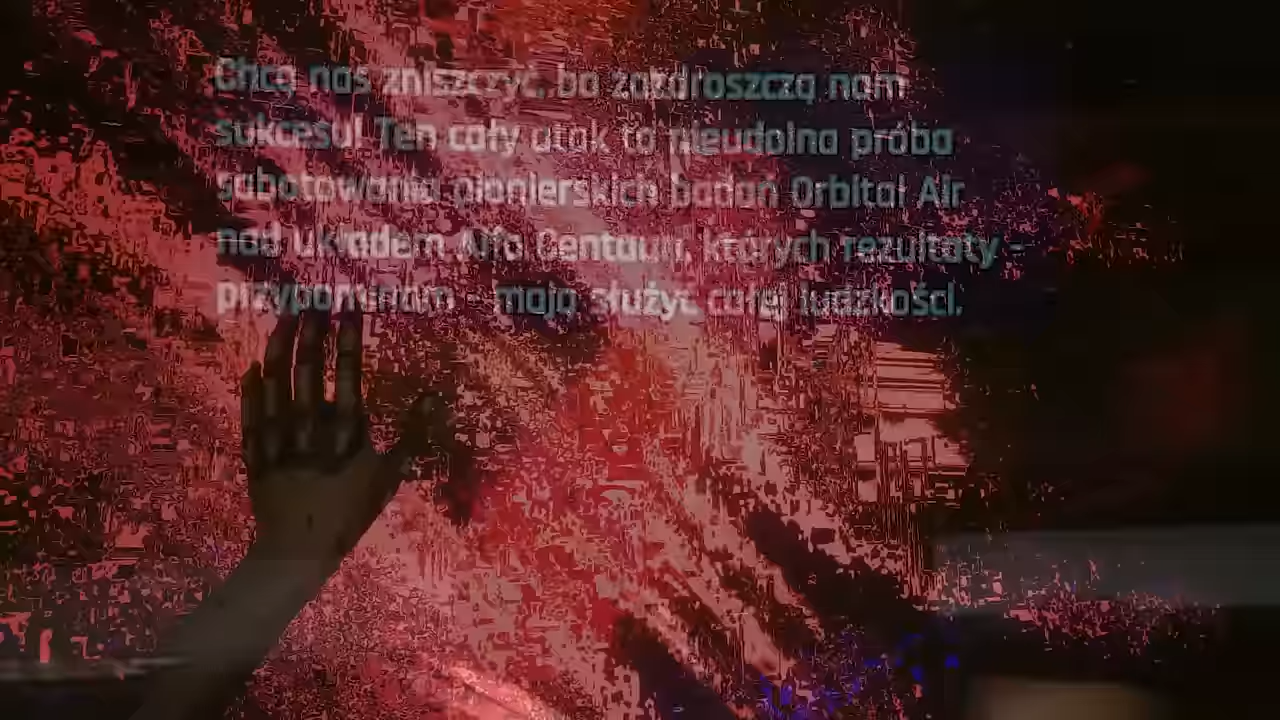 Chcą nas zniszczyć, bo zazdroszczą nam
sukcesu! Ten cały atak to nieudolna próba
sabotowania pionierskich badań Orbital Air
nad Układem Alfa Centauri, których rezultaty -
przypominam - mają służyć całej ludzkości.